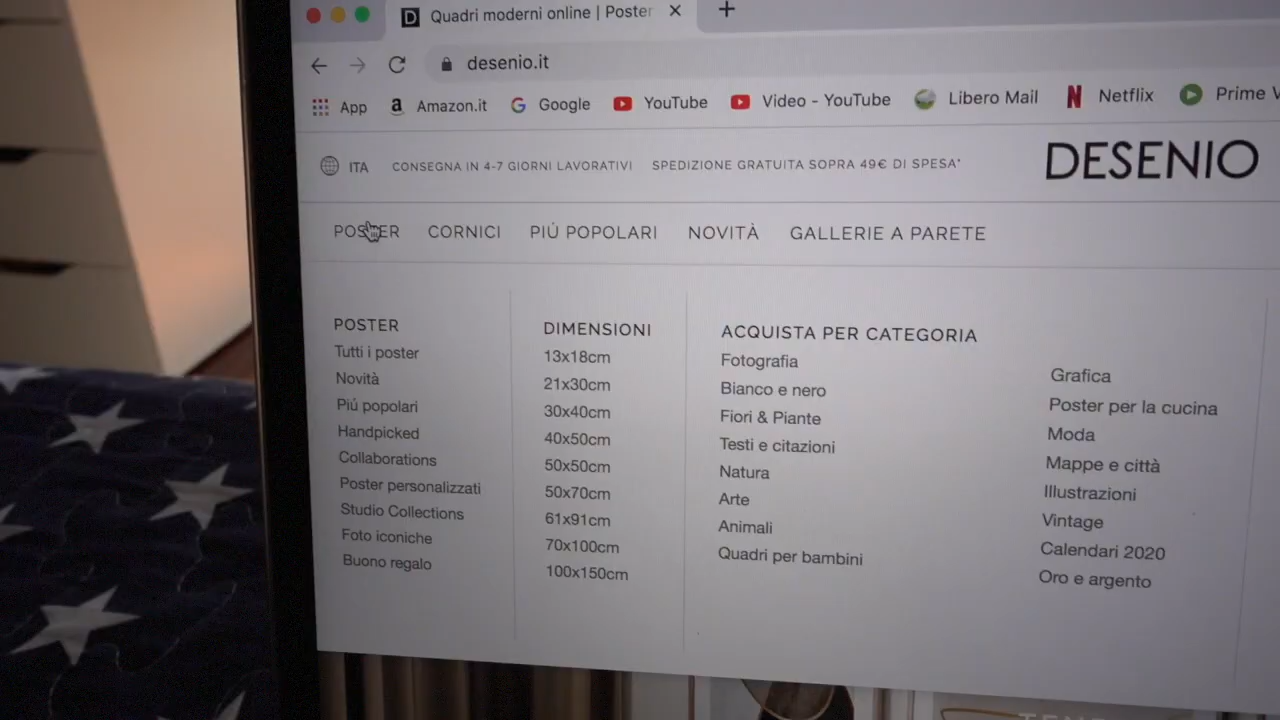 D Quadri moderni online | Poster
desenio.it
App Amazon.it Google YouTube Video - YouTube Libero Mail Netflix Prime
ITA CONSEGNA IN 4-7 GIORNI LAVORATIVI SPEDIZIONE GRATUITA SOPRA 49€ DI SPESA*
DESENIO
POSTER CORNICI PIÚ POPOLARI NOVITÀ GALLERIE A PARETE
POSTER
Tutti i poster
Novità
Piú popolari
Handpicked
Collaborations
Poster personalizzati
Studio Collections
Foto iconiche
Buono regalo
DIMENSIONI
13x18cm
21x30cm
30x40cm
40x50cm
50x50cm
50x70cm
61x91cm
70x100cm
100x150cm
ACQUISTA PER CATEGORIA
Fotografia
Bianco e nero
Fiori & Piante
Testi e citazioni
Natura
Arte
Animali
Quadri per bambini
Grafica
Poster per la cucina
Moda
Mappe e città
Illustrazioni
Vintage
Calendari 2020
Oro e argento